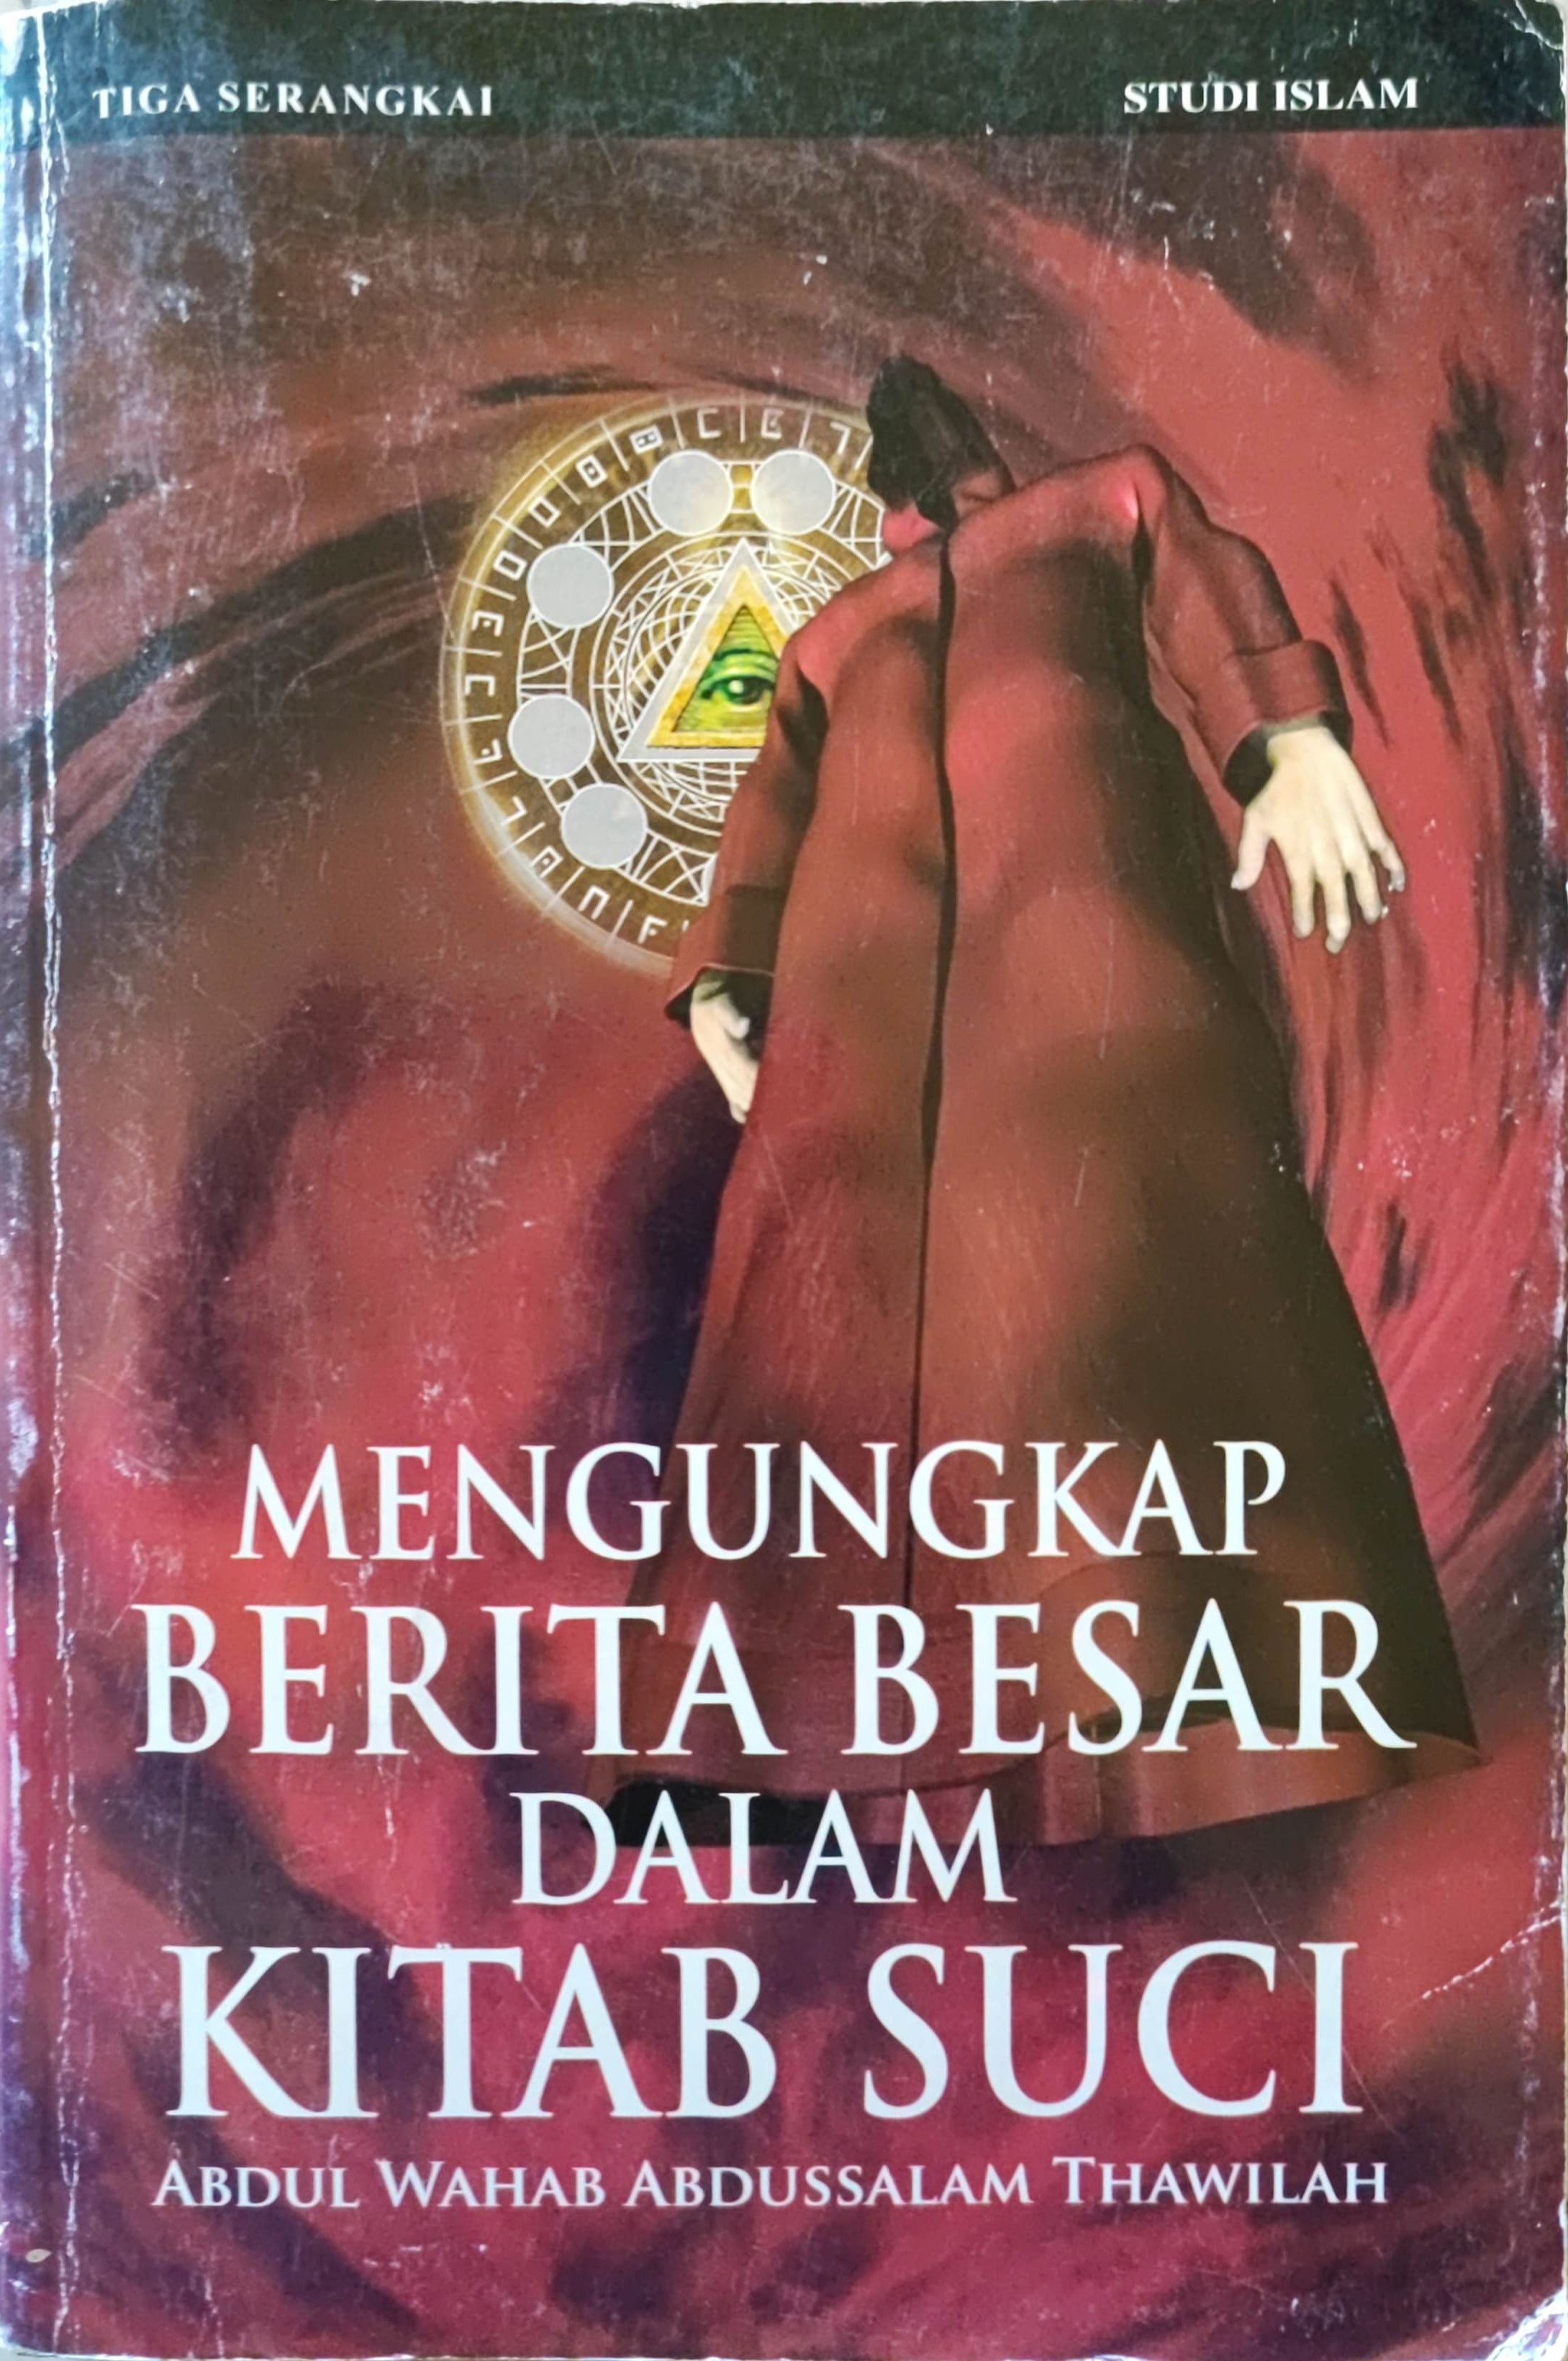 TIGA SERANGKAI
STUDI ISLAM
MENGUNGKAP
BERITA BESAR
DALAM
KITAB SUCI
ABDUL WAHAB ABDUSSALAM THAWILAH